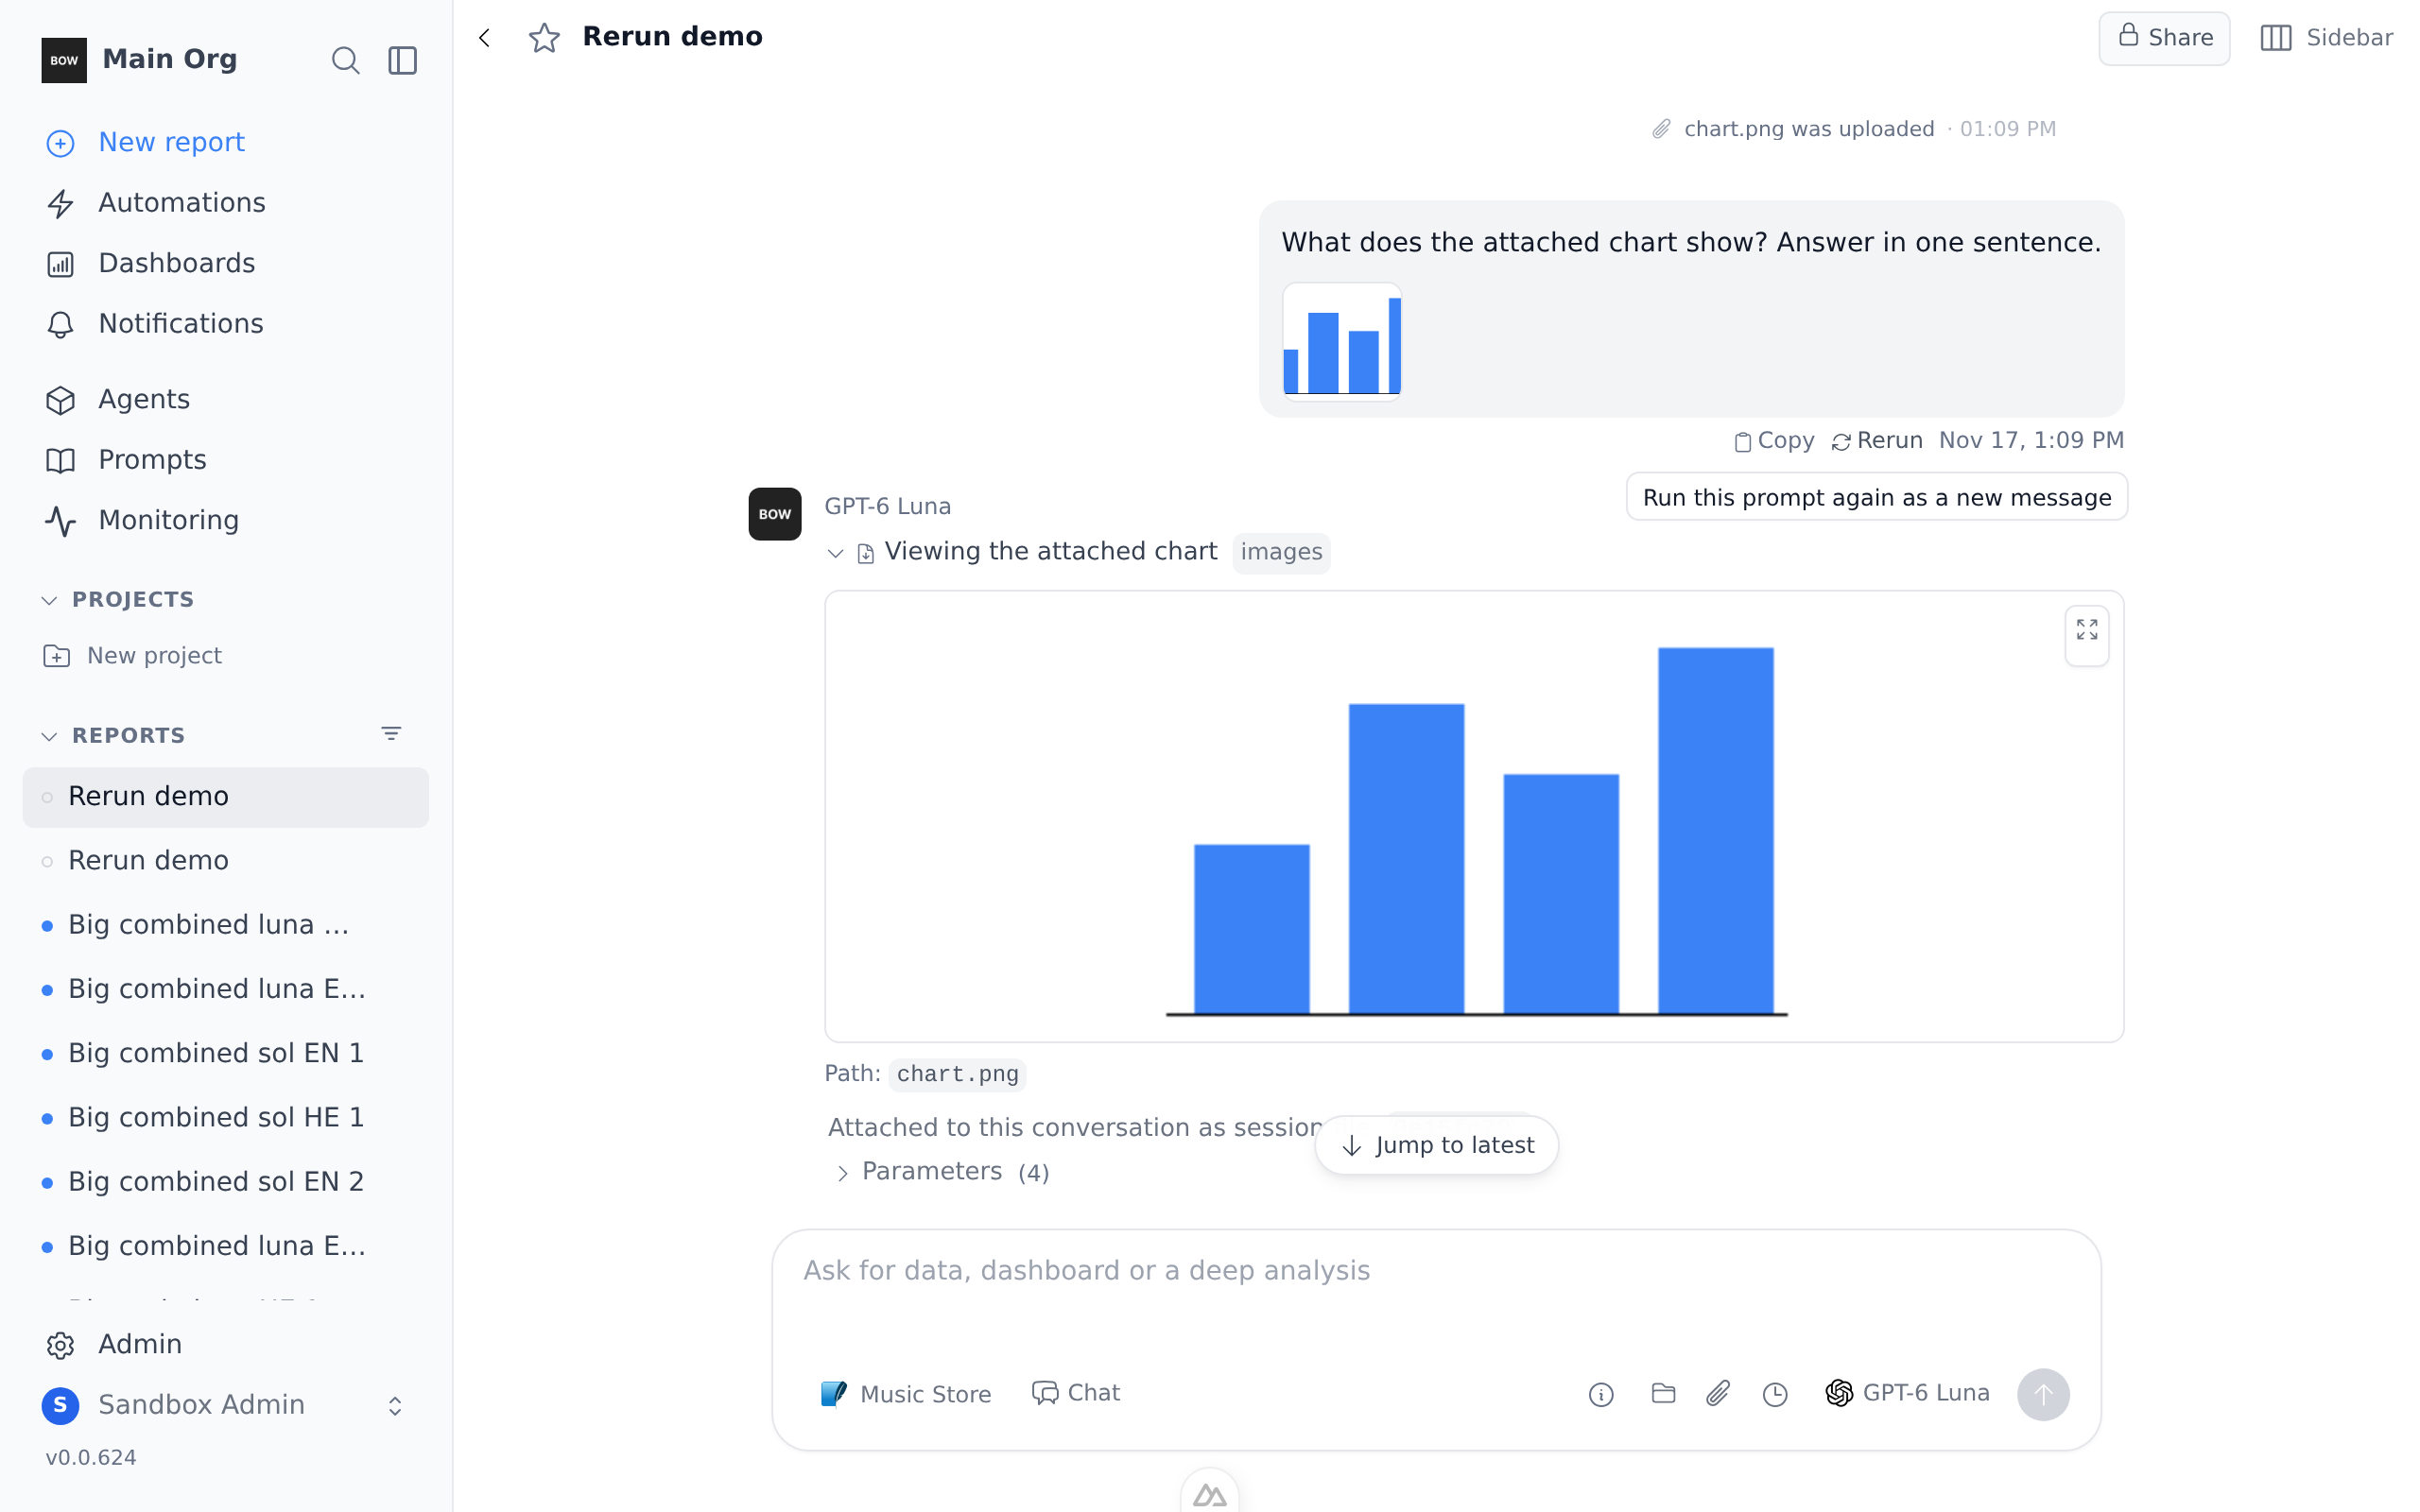 BOW Main Org
New report
Automations
Dashboards
Notifications
Agents
Prompts
Monitoring
PROJECTS
New project
REPORTS
Rerun demo
Rerun demo
Big combined luna ...
Big combined luna E...
Big combined sol EN 1
Big combined sol HE 1
Big combined sol EN 2
Big combined luna E...
Admin
S Sandbox Admin
v0.0.624
Rerun demo
Share
Sidebar
chart.png was uploaded · 01:09 PM
What does the attached chart show? Answer in one sentence.
Copy Rerun Nov 17, 1:09 PM
Run this prompt again as a new message
BOW GPT-6 Luna
Viewing the attached chart images
Path: chart.png
Attached to this conversation as session
Jump to latest
Parameters (4)
Ask for data, dashboard or a deep analysis
Music Store Chat GPT-6 Luna